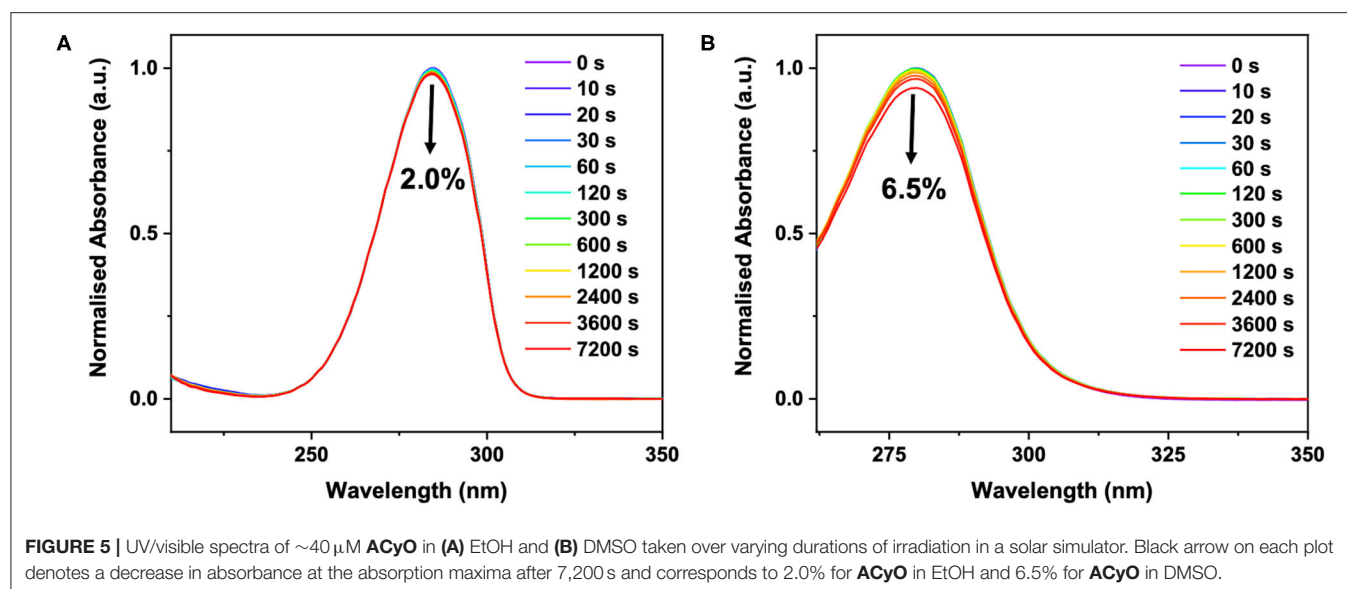 A
Normalised Absorbance (a.u.)
1.0
0.5
0.0
2.0%
0 s
10 s
20 s
30 s
60 s
120 s
300 s
600 s
1200 s
2400 s
3600 s
7200 s
250
300
350
Wavelength (nm)
B
Normalised Absorbance (a.u.)
1.0
0.5
0.0
6.5%
0 s
10 s
20 s
30 s
60 s
120 s
300 s
600 s
1200 s
2400 s
3600 s
7200 s
275
300
325
350
Wavelength (nm)
FIGURE 5 | UV/visible spectra of ~40 μM ACyO in (A) EtOH and (B) DMSO taken over varying durations of irradiation in a solar simulator. Black arrow on each plot
denotes a decrease in absorbance at the absorption maxima after 7,200 s and corresponds to 2.0% for ACyO in EtOH and 6.5% for ACyO in DMSO.